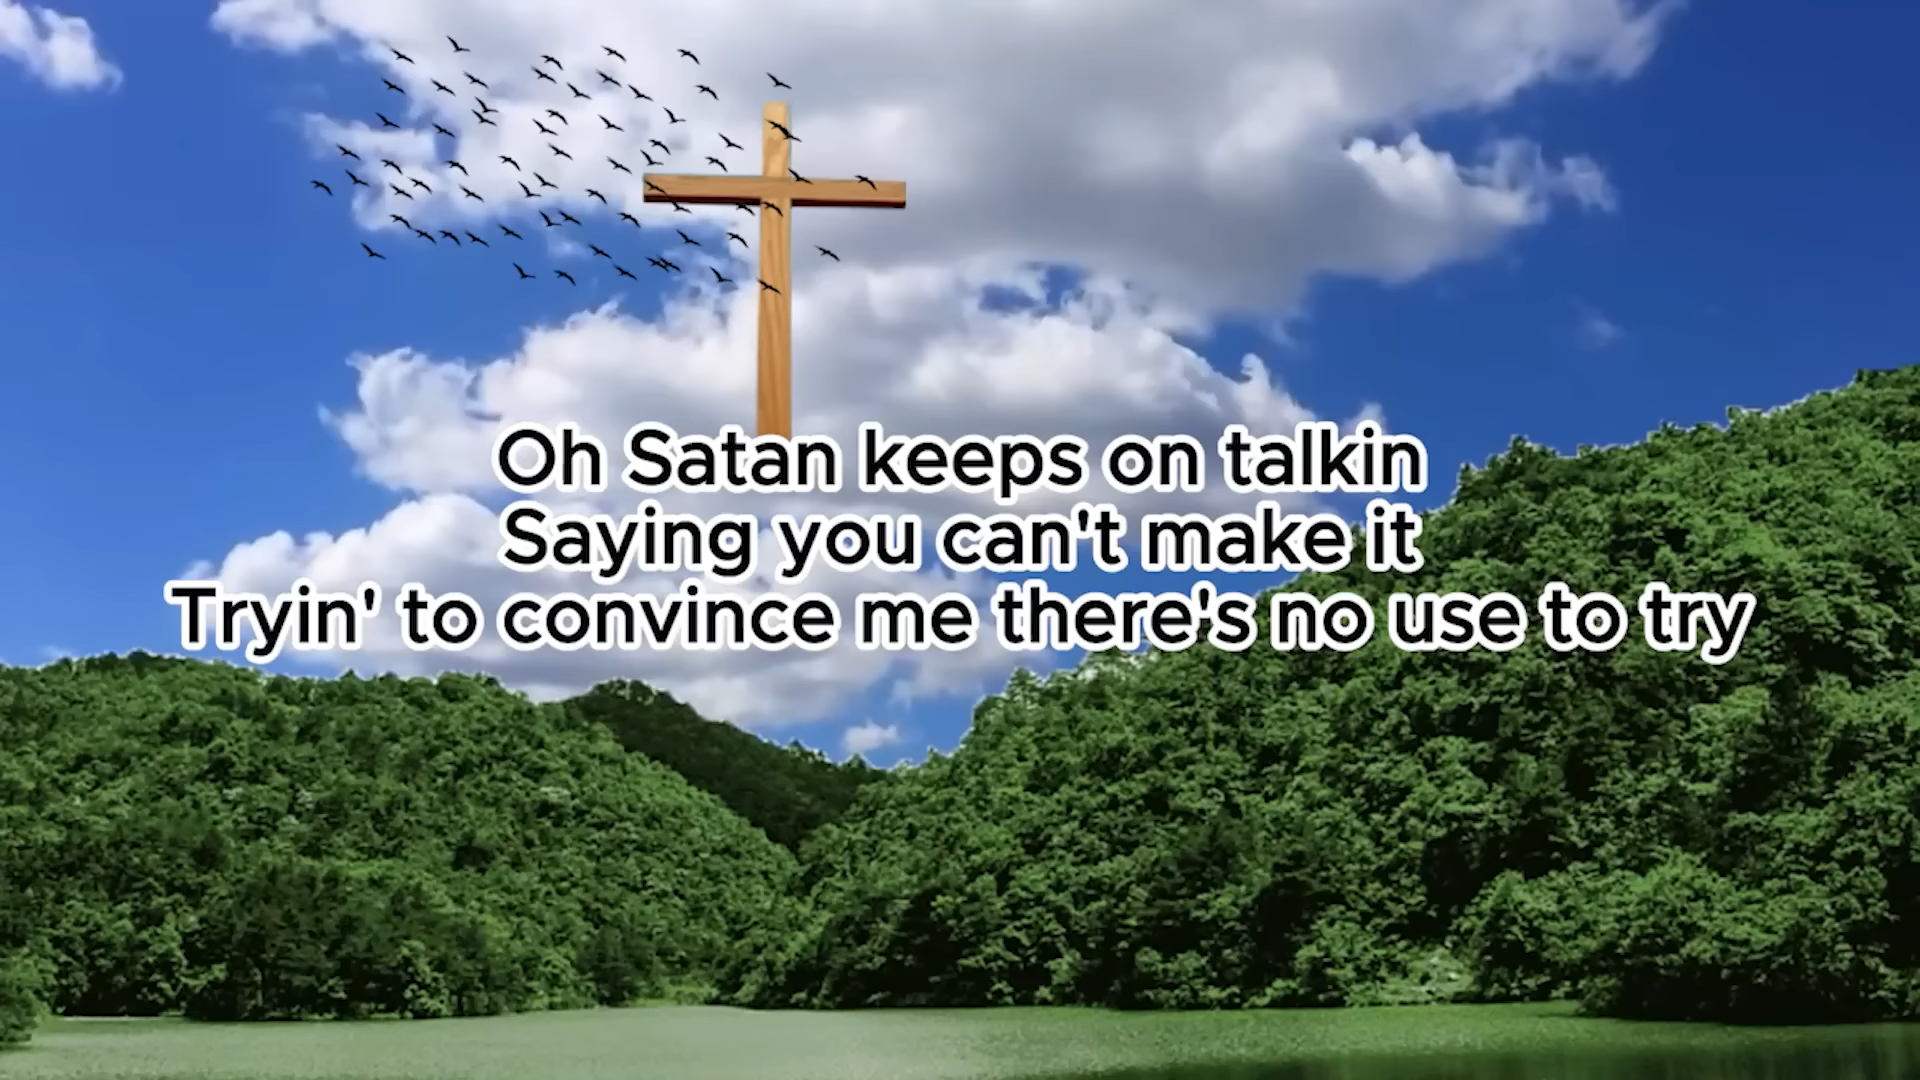 Oh Satan keeps on talkin
Saying you can't make it
Tryin' to convince me there's no use to try